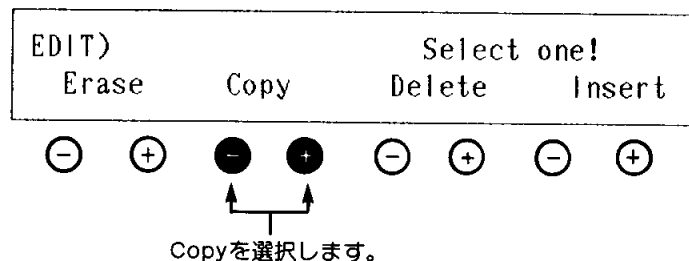 EDIT) Select one!
Erase Copy Delete Insert
− + − + − + − +
Copyを選択します。